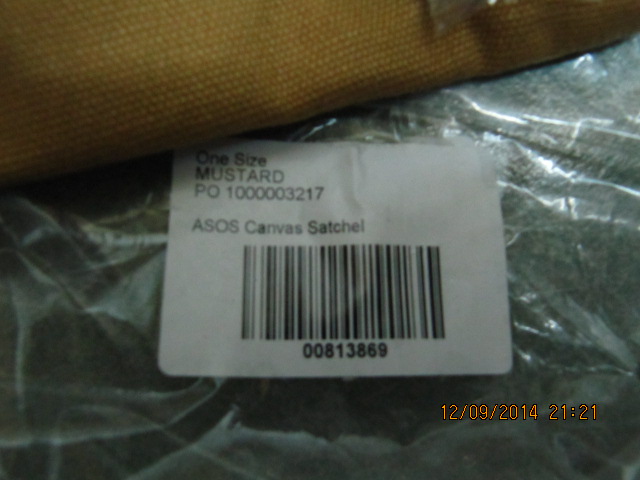 One Size
MUSTARD
PO 1000003217
ASOS Canvas Satchel
00813869
12/09/2014 21:21